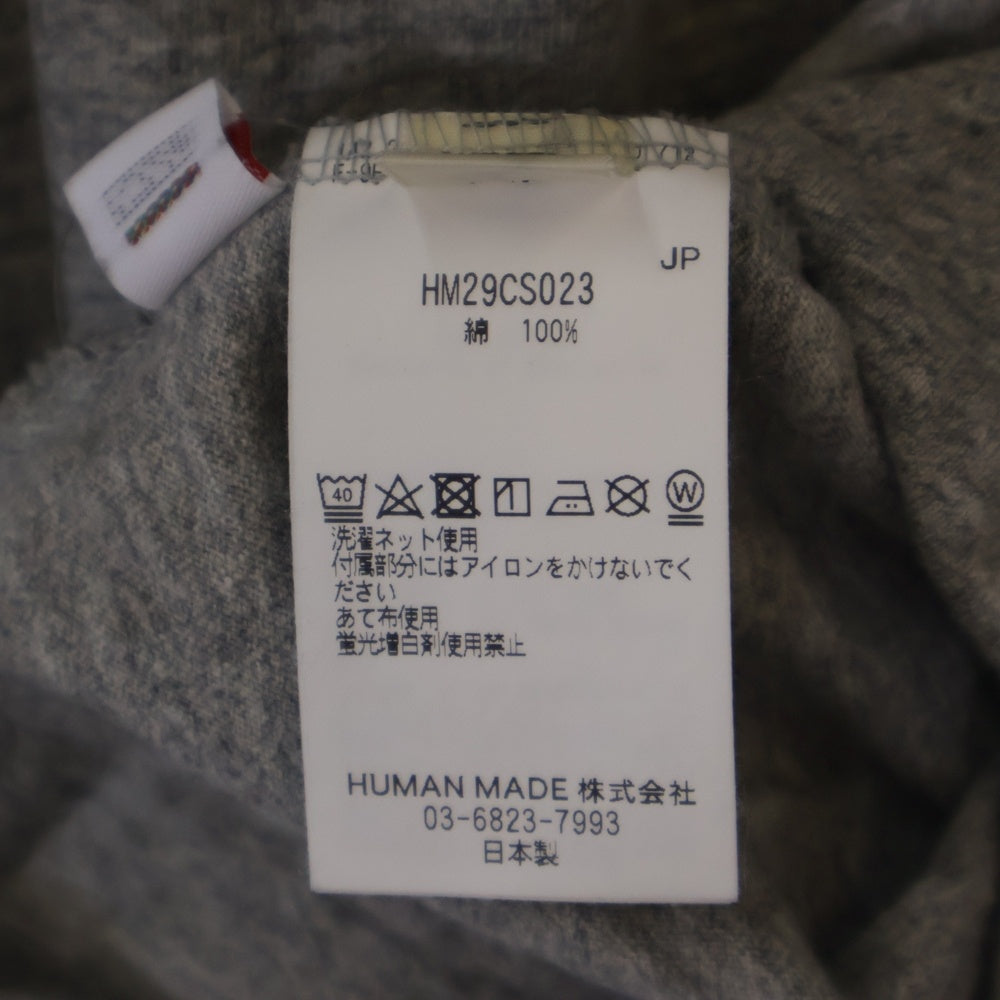 JP
HM29CS023
綿 100%
40
W
洗濯ネット使用
付属部分にはアイロンをかけないでく
ださい
あて布使用
蛍光増白剤使用禁止
HUMAN MADE 株式会社
03-6823-7993
日本製